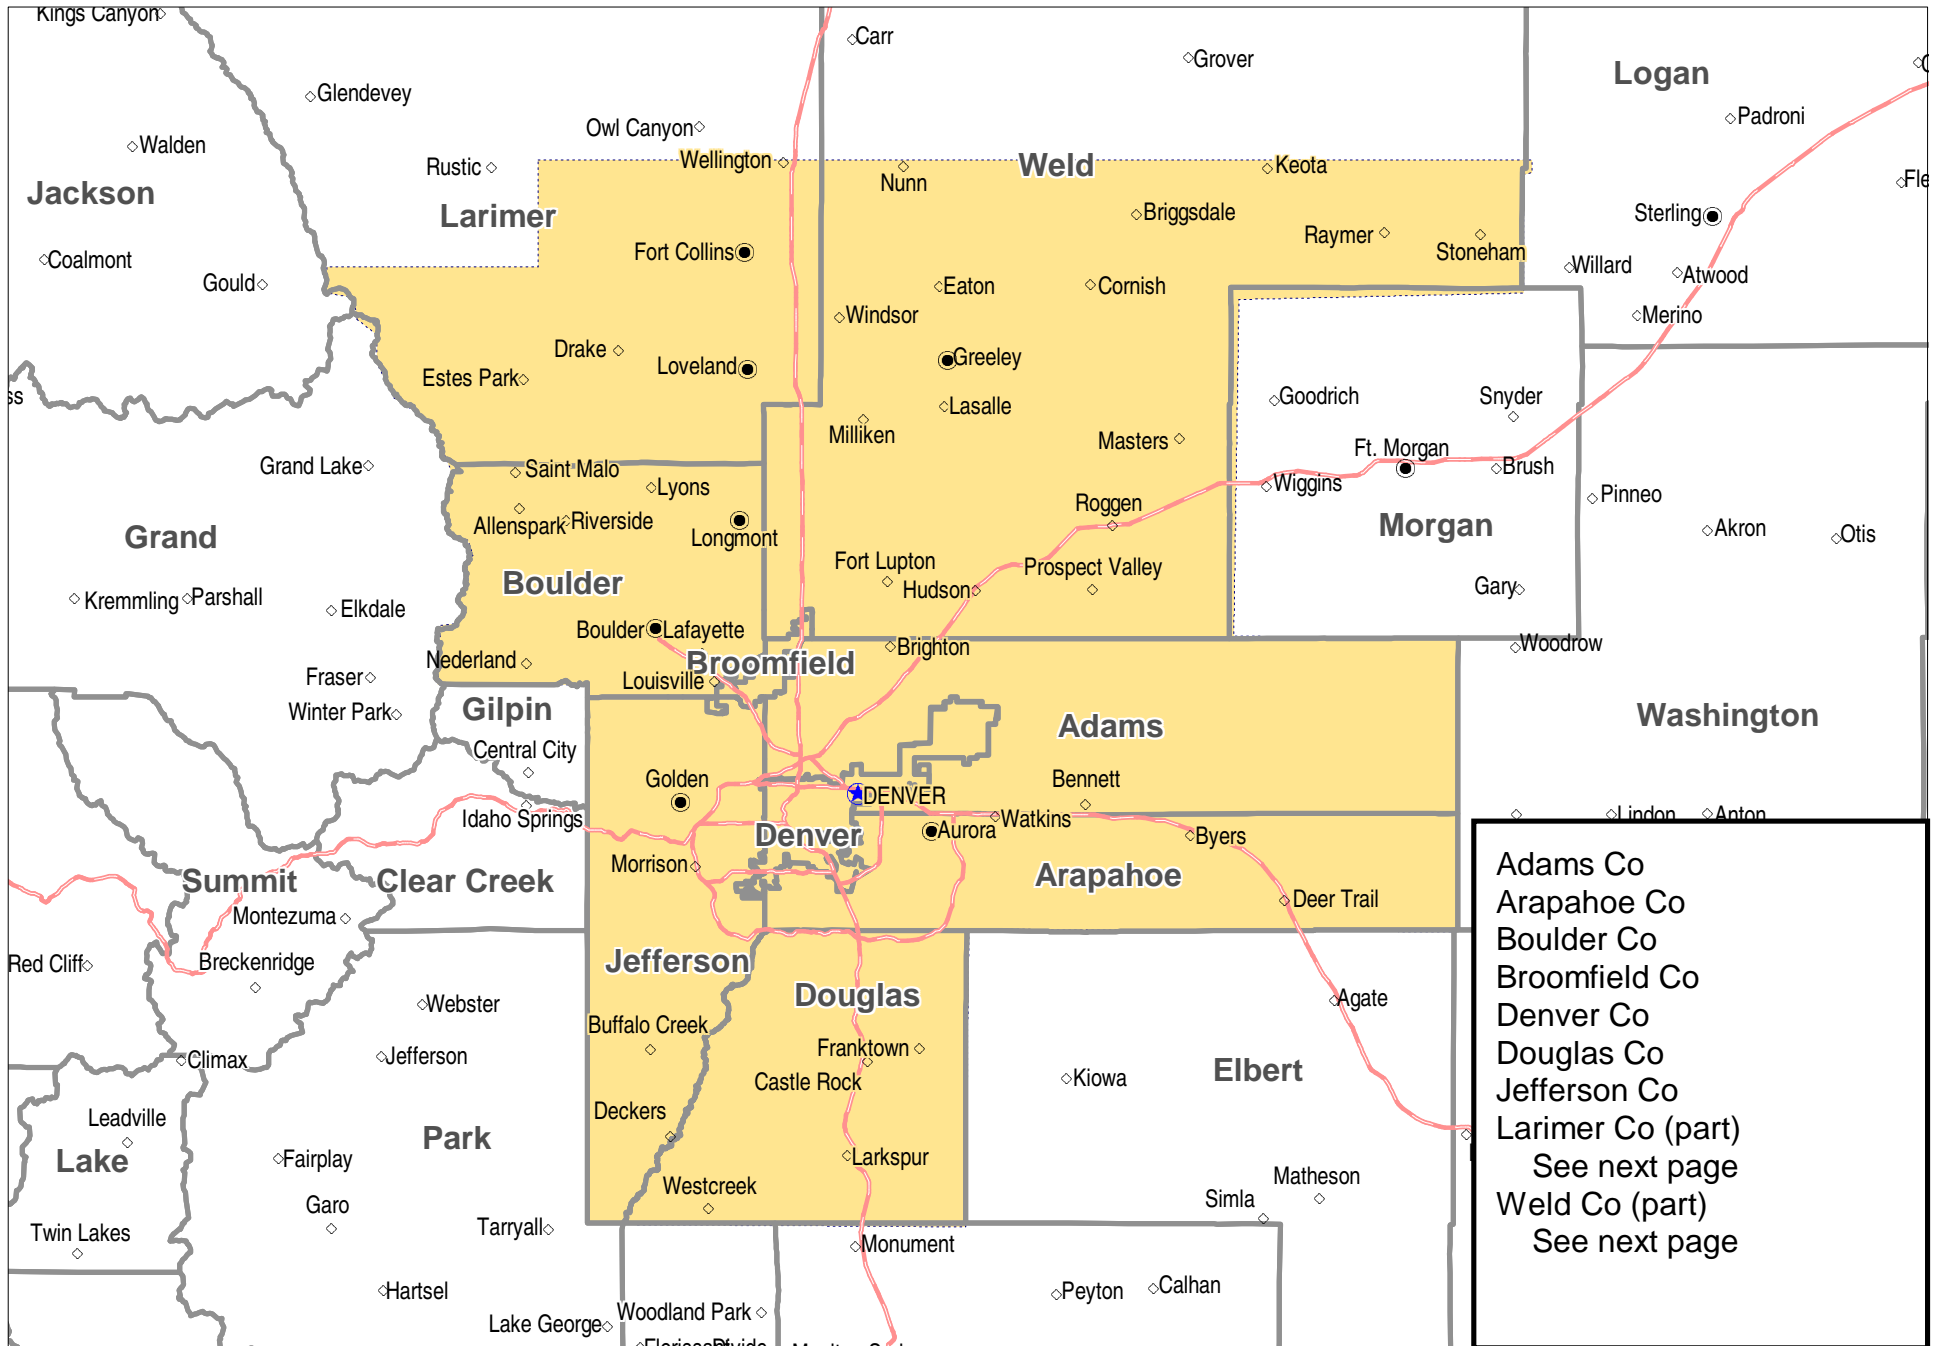 Kings Canyon
Carr
Grover
Logan
Glendevey
Padroni
Owl Canyon
Walden
Rustic
Wellington
Nunn
Weld
Keota
Jackson
Larimer
Briggsdale
Sterling
Raymer
Stoneham
Fort Collins
Coalmont
Gould
Willard
Atwood
Eaton
Cornish
Windsor
Merino
Drake
Loveland
Greeley
Estes Park
Goodrich
Snyder
Lasalle
Milliken
Masters
Ft. Morgan
Grand Lake
Saint Malo
Brush
Lyons
Wiggins
Pinneo
Roggen
Allenspark
Riverside
Longmont
Morgan
Akron
Otis
Grand
Fort Lupton
Prospect Valley
Boulder
Hudson
Gary
Kremmling
Parshall
Elkdale
Boulder
Lafayette
Brighton
Woodrow
Nederland
Broomfield
Louisville
Fraser
Winter Park
Gilpin
Adams
Washington
Central City
Golden
Bennett
DENVER
Idaho Springs
Denver
Aurora
Watkins
Byers
Lindon
Anton
Morrison
Summit
Clear Creek
Arapahoe
Deer Trail
Montezuma
Red Cliff
Breckenridge
Jefferson
Douglas
Webster
Agate
Buffalo Creek
Franktown
Jefferson
Climax
Castle Rock
Kiowa
Elbert
Leadville
Deckers
Park
Lake
Fairplay
Larkspur
Westcreek
Matheson
Simla
Garo
Twin Lakes
Tarryall
Monument
Hartsel
Peyton
Calhan
Lake George
Woodland Park
Adams Co
Arapahoe Co
Boulder Co
Broomfield Co
Denver Co
Douglas Co
Jefferson Co
Larimer Co (part)
See next page
Weld Co (part)
See next page